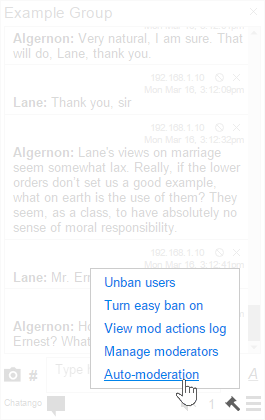 Example Group
Algernon: Very natural, I am sure. That
will do, Lane, thank you.
192.168.1.10
Mon Mar 16, 3:12:09pm
Lane: Thank you, sir
192.168.1.10
Mon Mar 16, 3:12:32pm
Algernon: Lane's views on marriage
seem somewhat lax. Really, if the lower
orders don't set us a good example,
what on earth is the use of them? They
seem, as a class, to have absolutely no
sense of moral responsibility.
192.168.1.10
Mon Mar 16, 3:12:41pm
Lane: Mr. Ern
Algernon: Ho
Ernest? What
Unban users
Turn easy ban on
View mod actions log
Manage moderators
Auto-moderation
# Type h A
Chatango 1